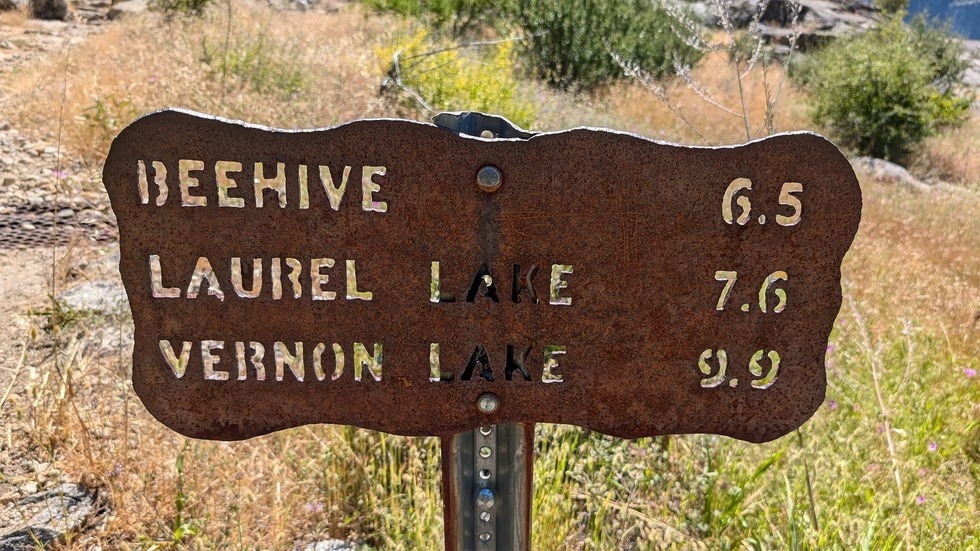 BEEHIVE 6.5
LAUREL LAKE 7.6
VERNON LAKE 9.9